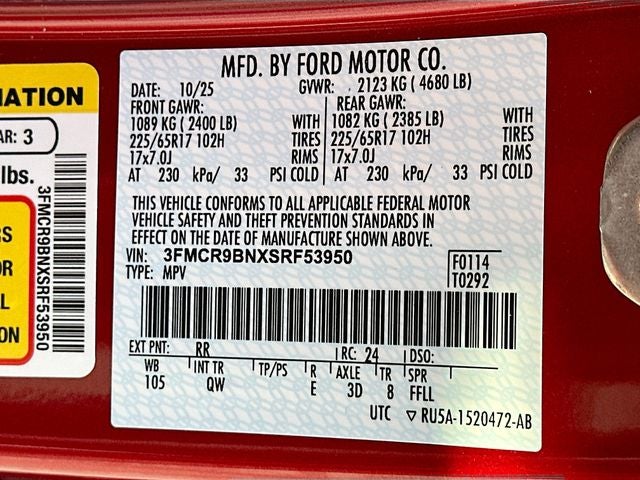 MATION
AR: 3
lbs.
RS
OR
L
ON
3FMCR9BNXSRF53950
MFD. BY FORD MOTOR CO.
DATE: 10/25 GVWR: 2123 KG ( 4680 LB)
FRONT GAWR: REAR GAWR:
1089 KG ( 2400 LB) WITH 1082 KG ( 2385 LB) WITH
225/65R17 102H TIRES 225/65R17 102H TIRES
17x7.0J RIMS 17x7.0J RIMS
AT 230 kPa/ 33 PSI COLD AT 230 kPa/ 33 PSI COLD
THIS VEHICLE CONFORMS TO ALL APPLICABLE FEDERAL MOTOR
VEHICLE SAFETY AND THEFT PREVENTION STANDARDS IN
EFFECT ON THE DATE OF MANUFACTURE SHOWN ABOVE.
VIN: 3FMCR9BNXSRF53950 F0114
TYPE: MPV T0292
EXT PNT: RR RC: 24 DSO:
WB INT TR TP/PS R AXLE TR SPR
105 QW E 3D 8 FFLL
UTC ▽ RU5A-1520472-AB